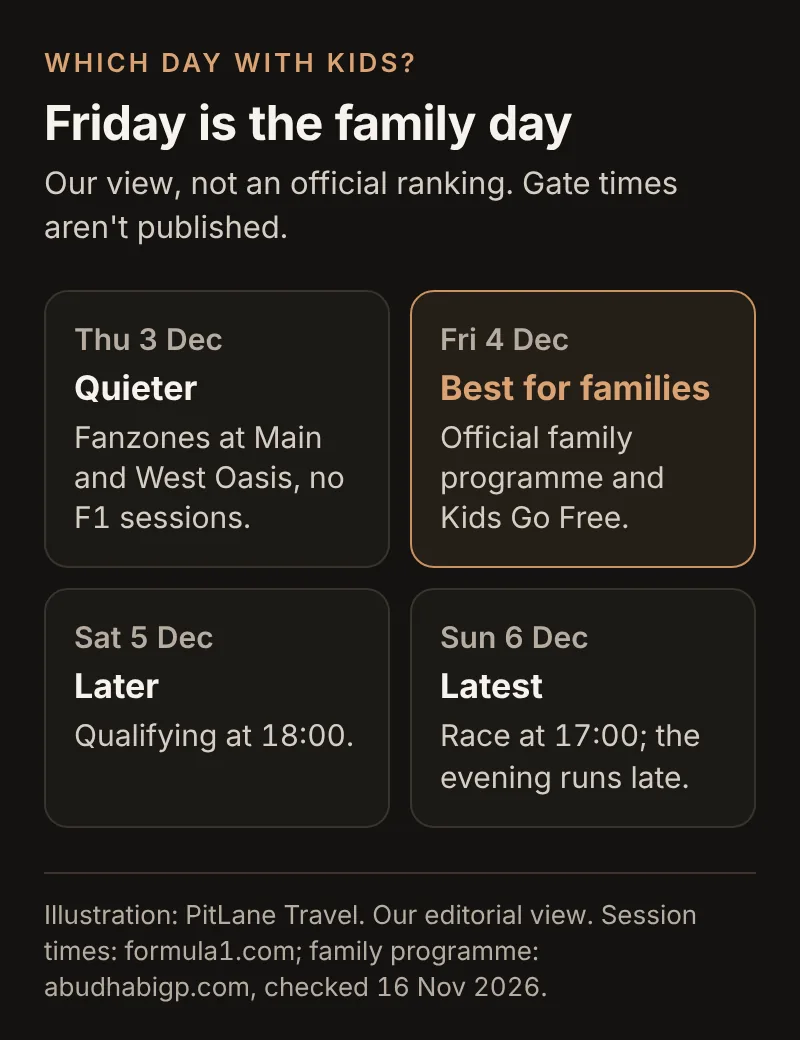 WHICH DAY WITH KIDS?
Friday is the family day
Our view, not an official ranking. Gate times
aren't published.
Thu 3 Dec
Quieter
Fanzones at Main
and West Oasis, no
F1 sessions.
Fri 4 Dec
Best for families
Official family
programme and
Kids Go Free.
Sat 5 Dec
Later
Qualifying at 18:00.
Sun 6 Dec
Latest
Race at 17:00; the
evening runs late.
Illustration: PitLane Travel. Our editorial view. Session
times: formula1.com; family programme:
abudhabigp.com, checked 16 Nov 2026.